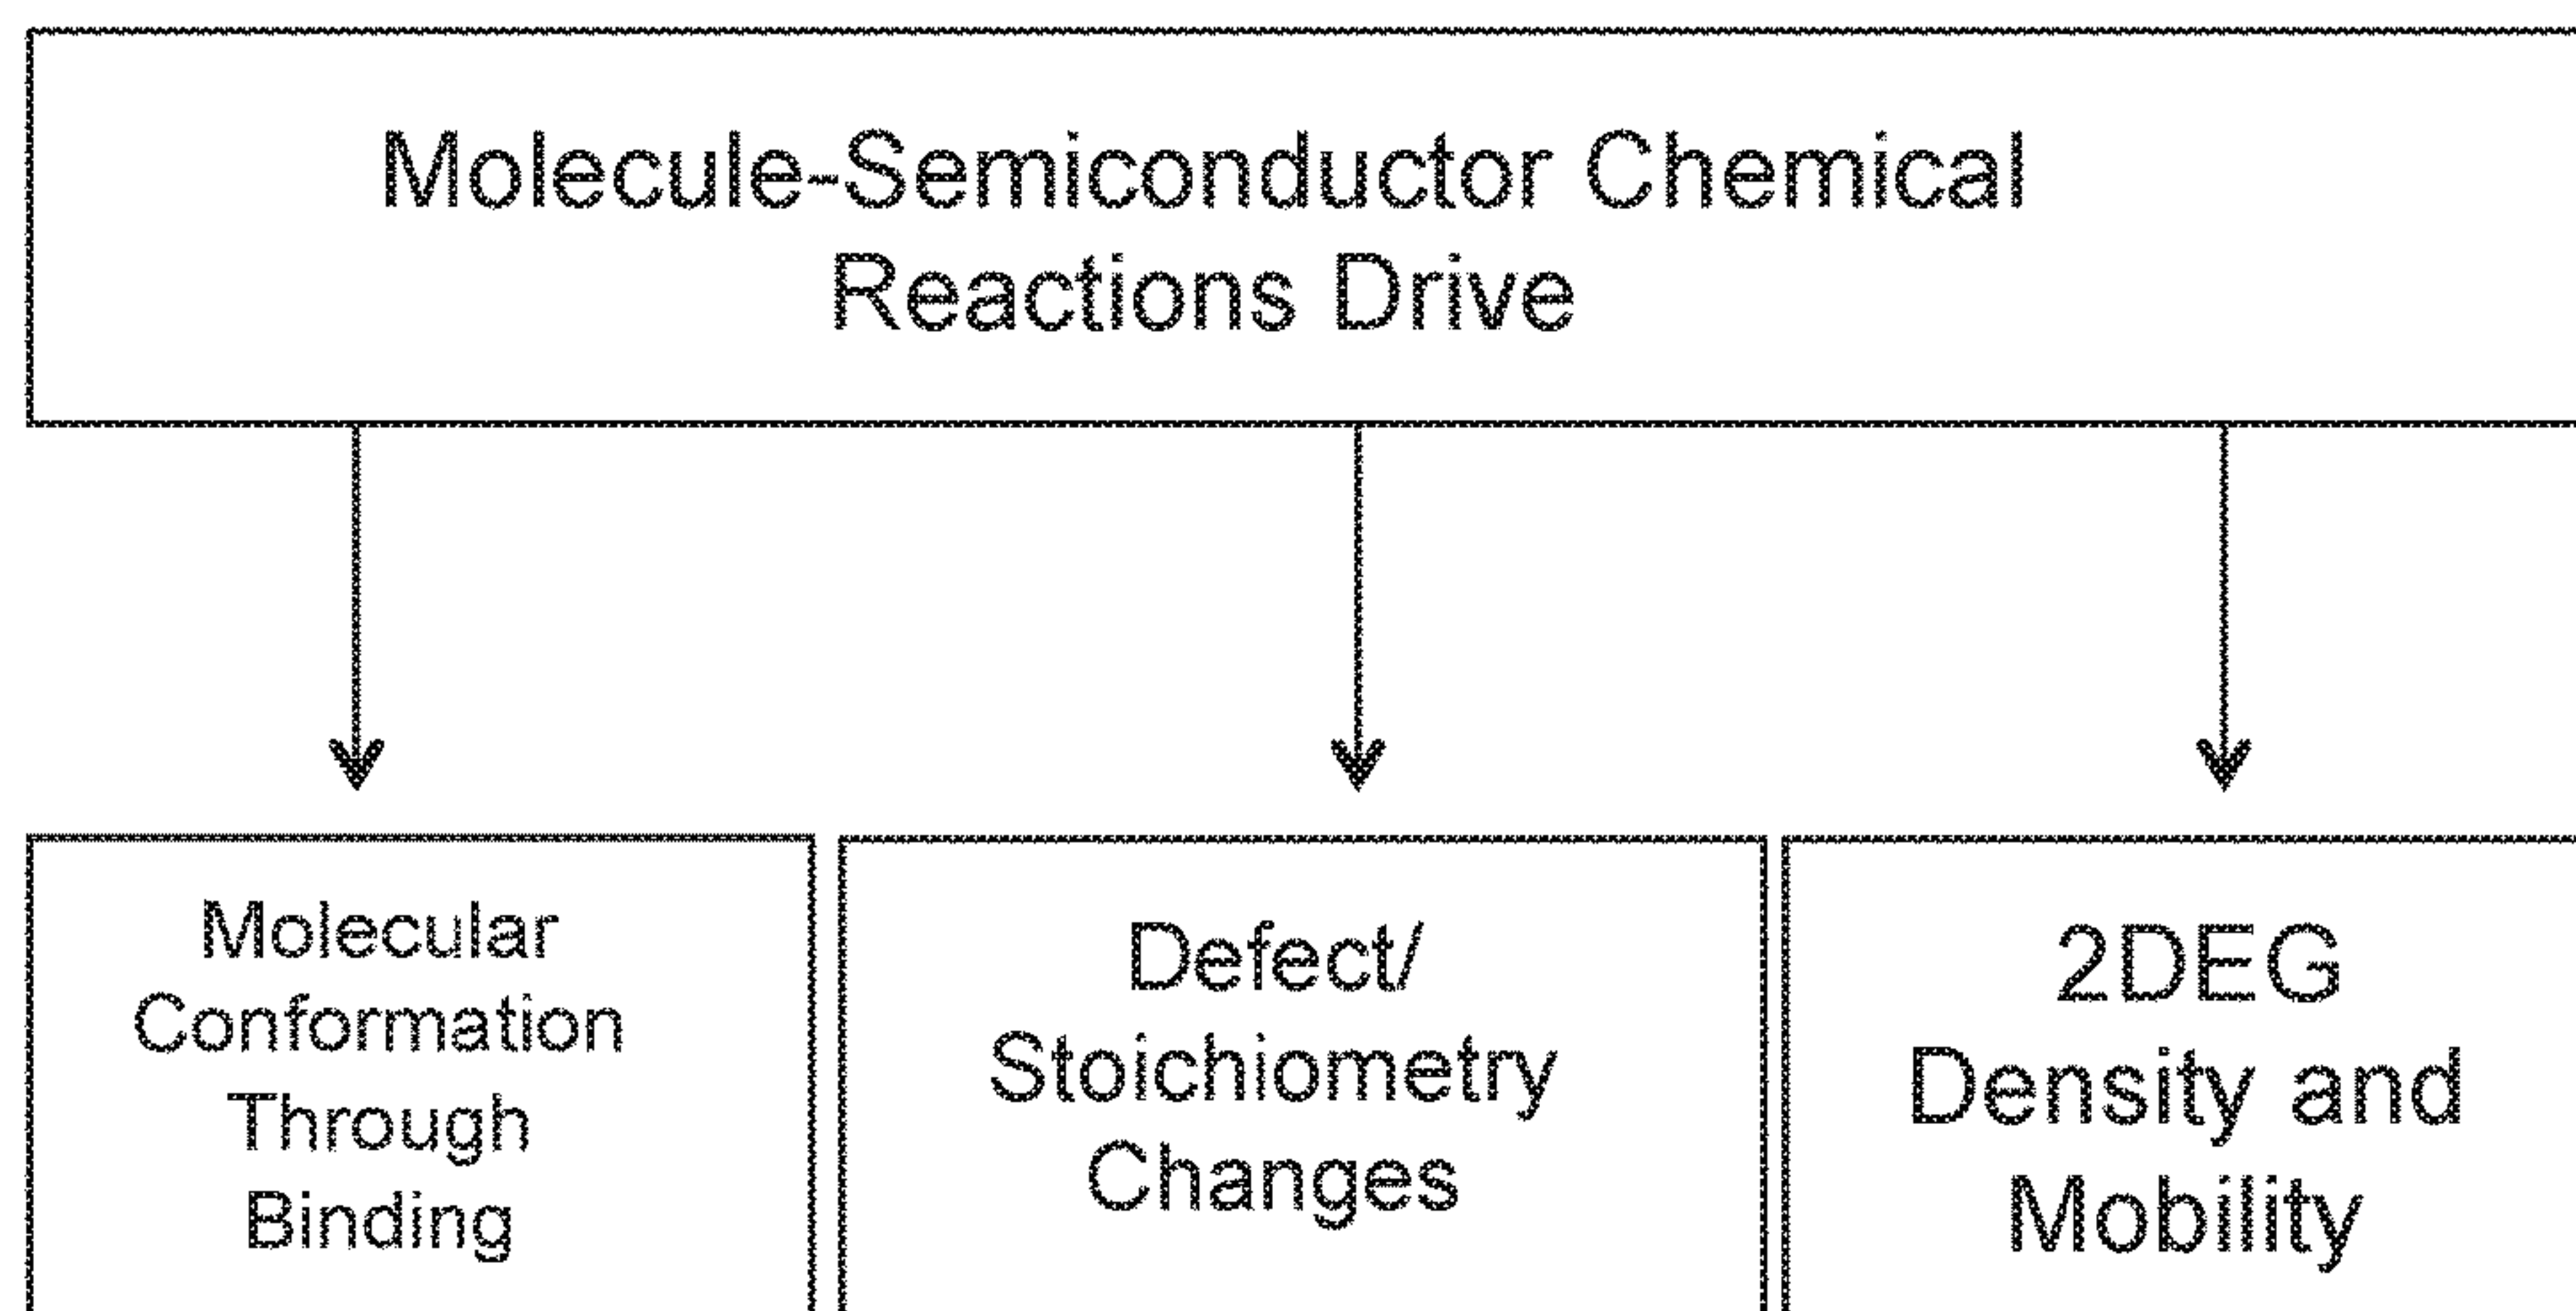 Molecule-Semiconductor Chemical
Reactions Drive
Molecular
Conformation
Through
Binding
Defect/
Stoichiometry
Changes
2DEG
Density and
Mobility